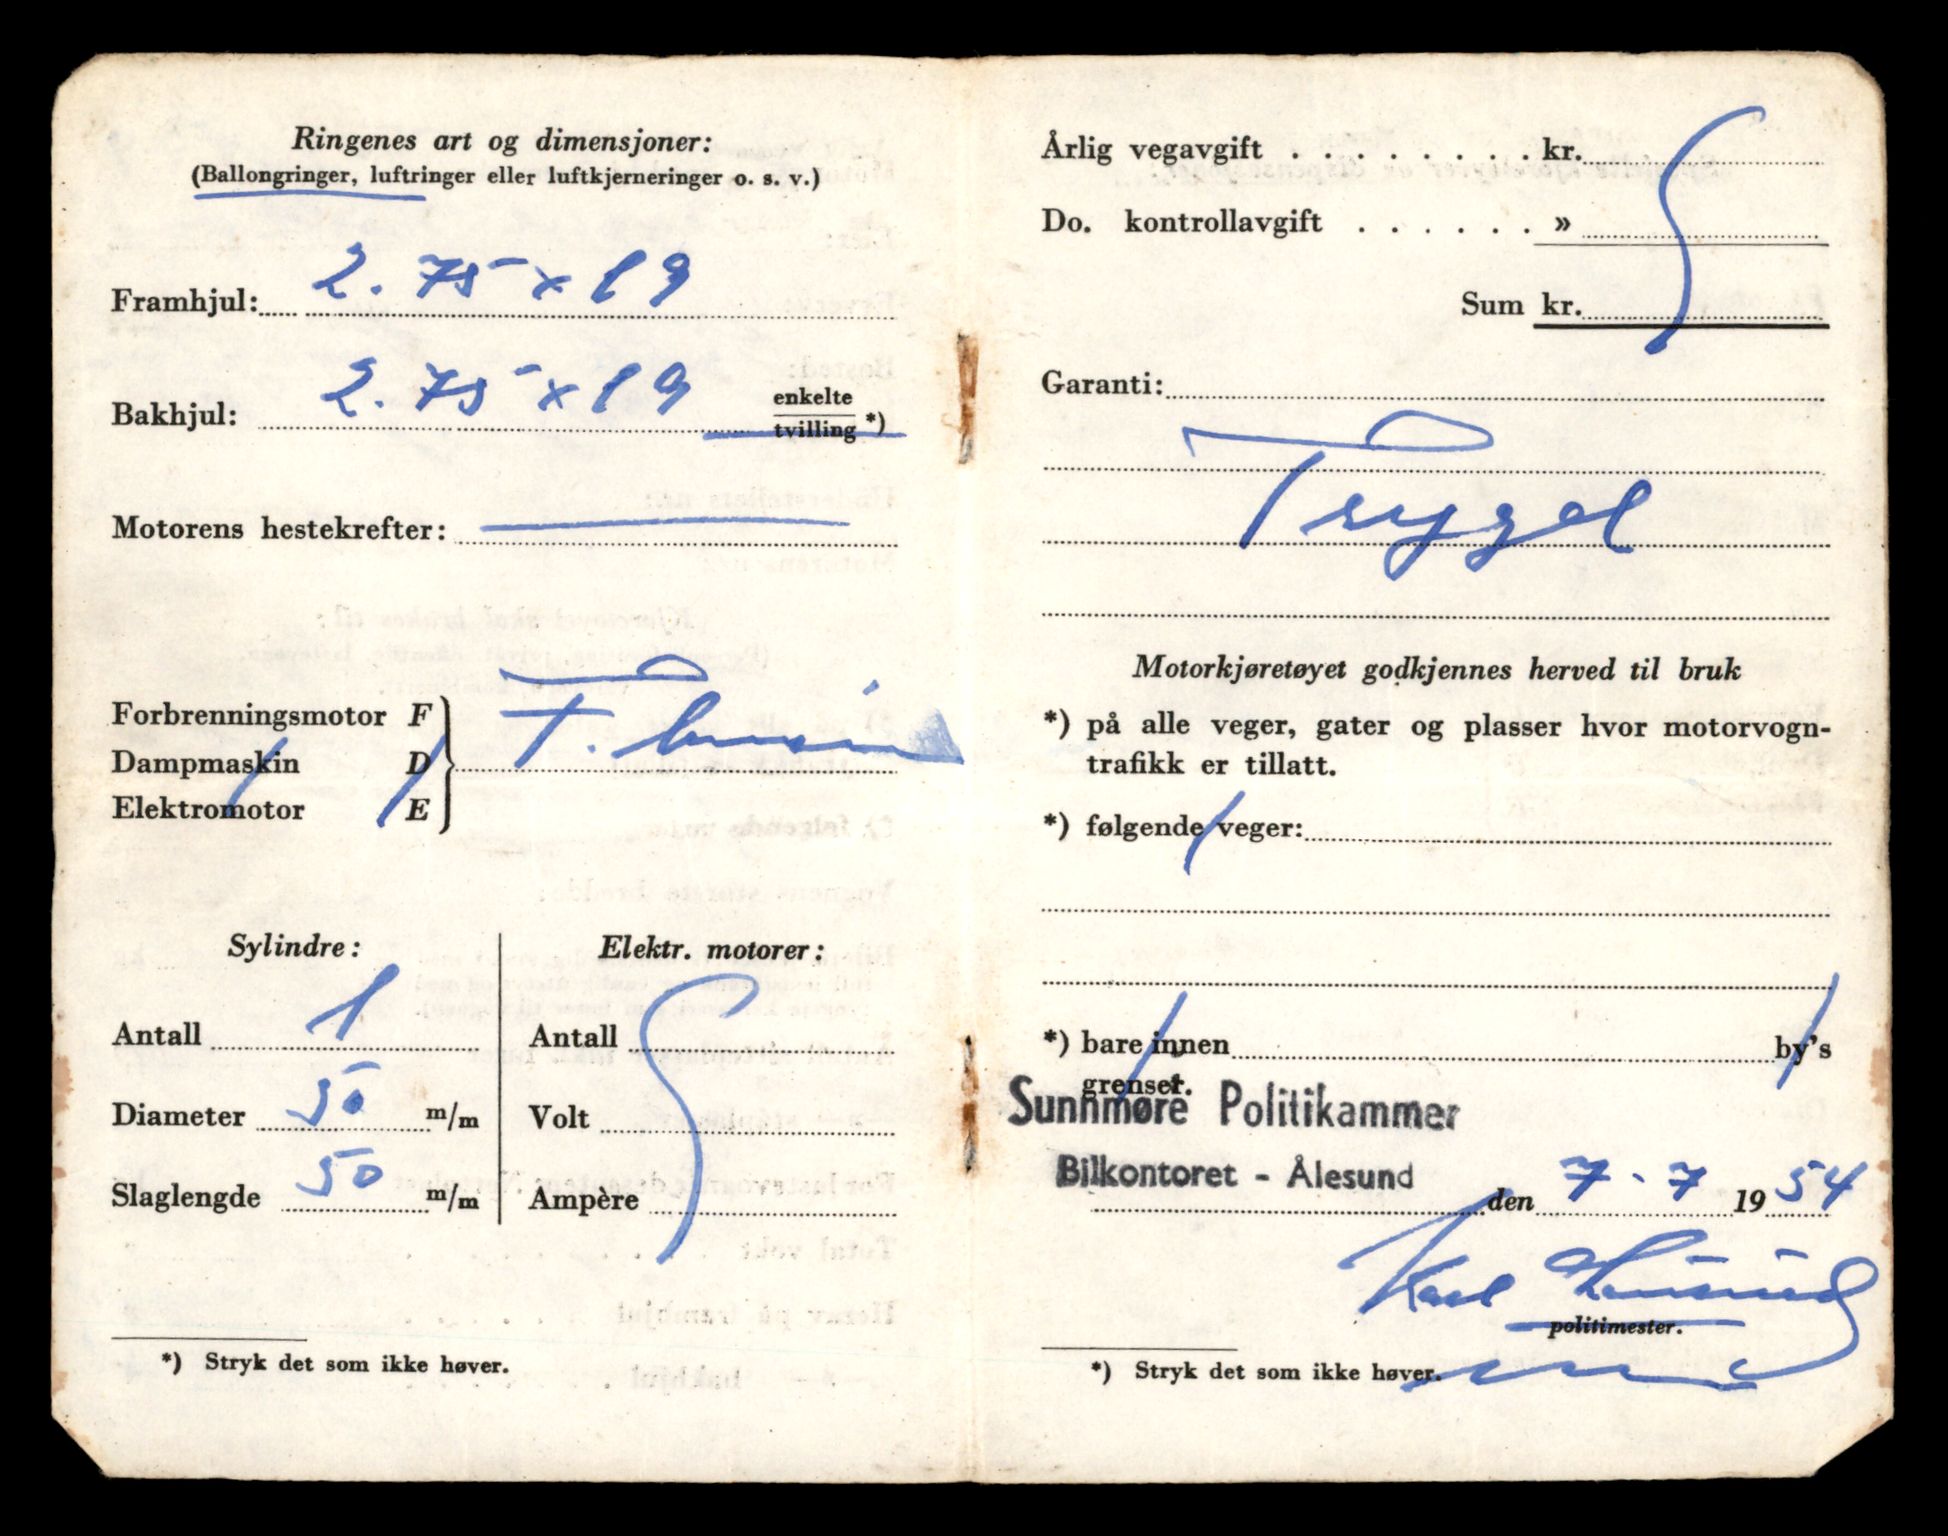 Ringenes art og dimensjoner:
(Ballongringer, luftringer eller luftkjerneringer o. s. v.)
Framhjul: 2.75 x 19
Bakhjul: 2.75 x 19 enkelte
tvilling *)
Motorens hestekrefter:
Forbrenningsmotor F
Dampmaskin D
Elektromotor E
F. bensin
Sylindre:
Antall 1
Diameter 50 m/m
Slaglengde 50 m/m
Elektr. motorer:
Antall
Volt
Ampère
*) Stryk det som ikke høver.
Årlig vegavgift . . . . . . . . kr.
Do. kontrollavgift . . . . . . »
Sum kr.
Garanti:
Trygd
Motorkjøretøyet godkjennes herved til bruk
*) på alle veger, gater og plasser hvor motorvogn-
trafikk er tillatt.
*) følgende veger:
*) bare innen by's
grenser.
Sunnmøre Politikammer
Bilkontoret - Ålesund
den 7-7 1954
Karl
politimester.
*) Stryk det som ikke høver.